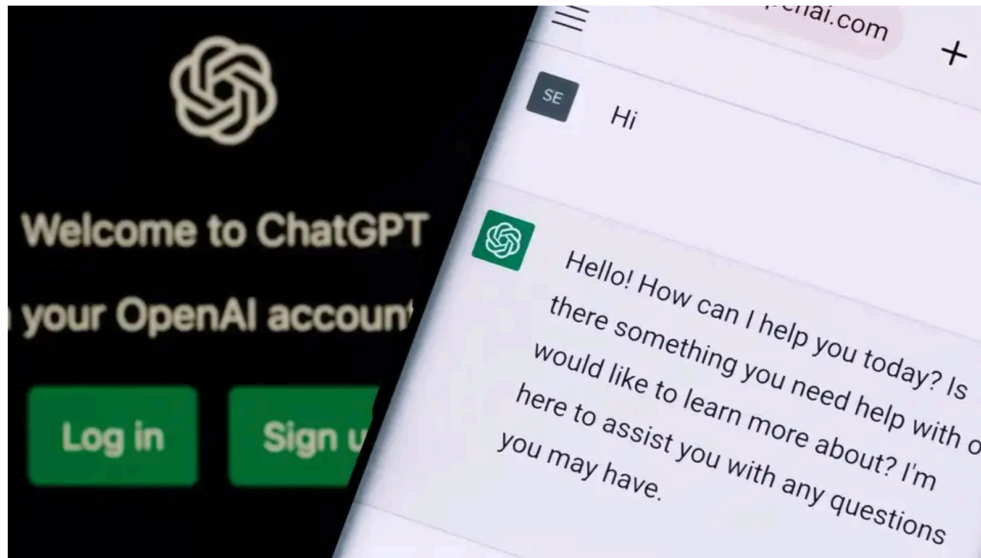 Welcome to ChatGPT
your OpenAI account
Log in
Sign u
enai.com
+
SE
Hi
Hello! How can I help you today? Is
there something you need help with o
would like to learn more about? I'm
here to assist you with any questions
you may have.